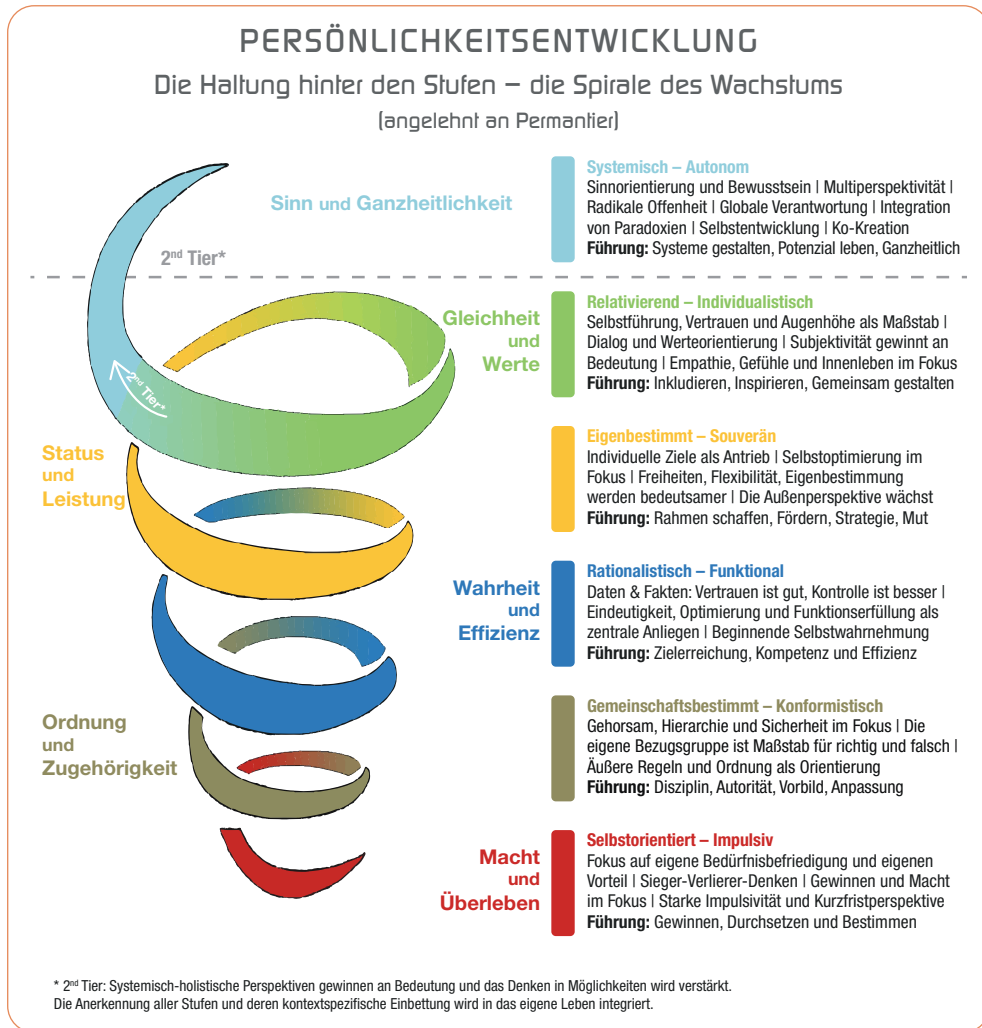 PERSÖNLICHKEITSENTWICKLUNG
Die Haltung hinter den Stufen – die Spirale des Wachstums
(angelehnt an Permantier)
Sinn und Ganzheitlichkeit
2nd Tier*
Systemisch – Autonom
Sinnorientierung und Bewusstsein | Multiperspektivität |
Radikale Offenheit | Globale Verantwortung | Integration
von Paradoxien | Selbstentwicklung | Ko-Kreation
Führung: Systeme gestalten, Potenzial leben, Ganzheitlich
Gleichheit
und
Werte
2nd Tier*
Relativierend – Individualistisch
Selbstführung, Vertrauen und Augenhöhe als Maßstab |
Dialog und Werteorientierung | Subjektivität gewinnt an
Bedeutung | Empathie, Gefühle und Innenleben im Fokus
Führung: Inkludieren, Inspirieren, Gemeinsam gestalten
Status
und
Leistung
Eigenbestimmt – Souverän
Individuelle Ziele als Antrieb | Selbstoptimierung im
Fokus | Freiheiten, Flexibilität, Eigenbestimmung
werden bedeutsamer | Die Außenperspektive wächst
Führung: Rahmen schaffen, Fördern, Strategie, Mut
Wahrheit
und
Effizienz
Rationalistisch – Funktional
Daten & Fakten: Vertrauen ist gut, Kontrolle ist besser |
Eindeutigkeit, Optimierung und Funktionserfüllung als
zentrale Anliegen | Beginnende Selbstwahrnehmung
Führung: Zielerreichung, Kompetenz und Effizienz
Ordnung
und
Zugehörigkeit
Gemeinschaftsbestimmt – Konformistisch
Gehorsam, Hierarchie und Sicherheit im Fokus | Die
eigene Bezugsgruppe ist Maßstab für richtig und falsch |
Äußere Regeln und Ordnung als Orientierung
Führung: Disziplin, Autorität, Vorbild, Anpassung
Macht
und
Überleben
Selbstorientiert – Impulsiv
Fokus auf eigene Bedürfnisbefriedigung und eigenen
Vorteil | Sieger-Verlierer-Denken | Gewinnen und Macht
im Fokus | Starke Impulsivität und Kurzfristperspektive
Führung: Gewinnen, Durchsetzen und Bestimmen
* 2nd Tier: Systemisch-holistische Perspektiven gewinnen an Bedeutung und das Denken in Möglichkeiten wird verstärkt.
Die Anerkennung aller Stufen und deren kontextspezifische Einbettung wird in das eigene Leben integriert.